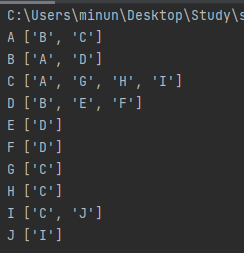 C:\Users\minun\Desktop\Study\s
A ['B', 'C']
B ['A', 'D']
C ['A', 'G', 'H', 'I']
D ['B', 'E', 'F']
E ['D']
F ['D']
G ['C']
H ['C']
I ['C', 'J']
J ['I']